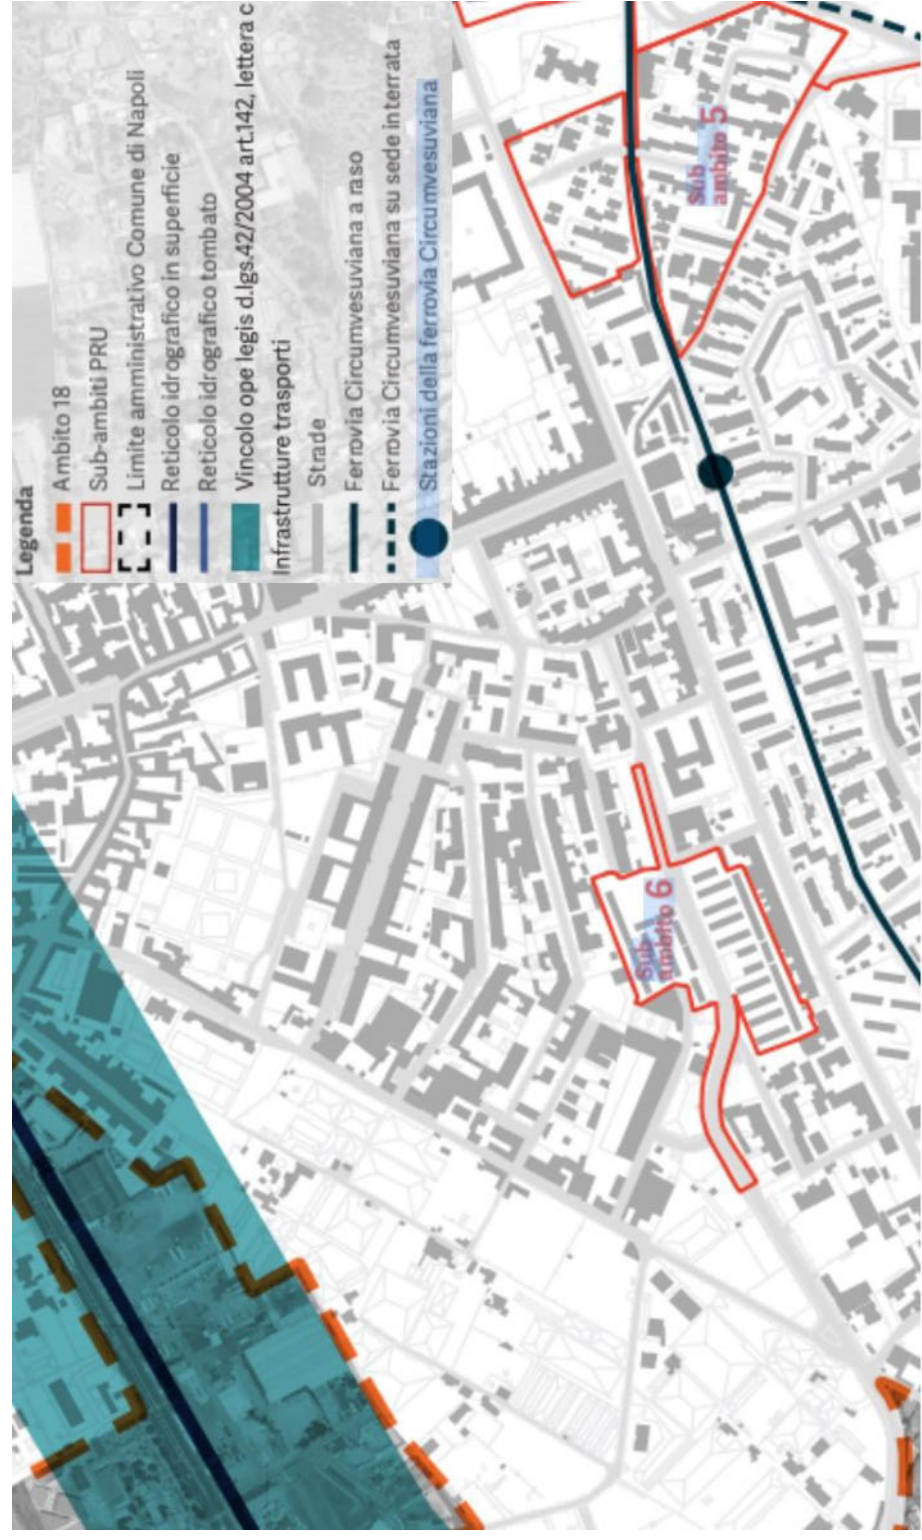 Legenda
Ambito 18
Sub-ambiti PRU
Limite amministrativo Comune di Napoli
Reticolo idrografico in superficie
Reticolo idrografico tombato
Vincolo ope legis d.lgs.42/2004 art.142, lettera c
Infrastrutture trasporti
Strade
Ferrovia Circumvesuviana a raso
Ferrovia Circumvesuviana su sede interrata
Stazioni della ferrovia Circumvesuviana
Sub
ambito 5
Sub-
ambito 6